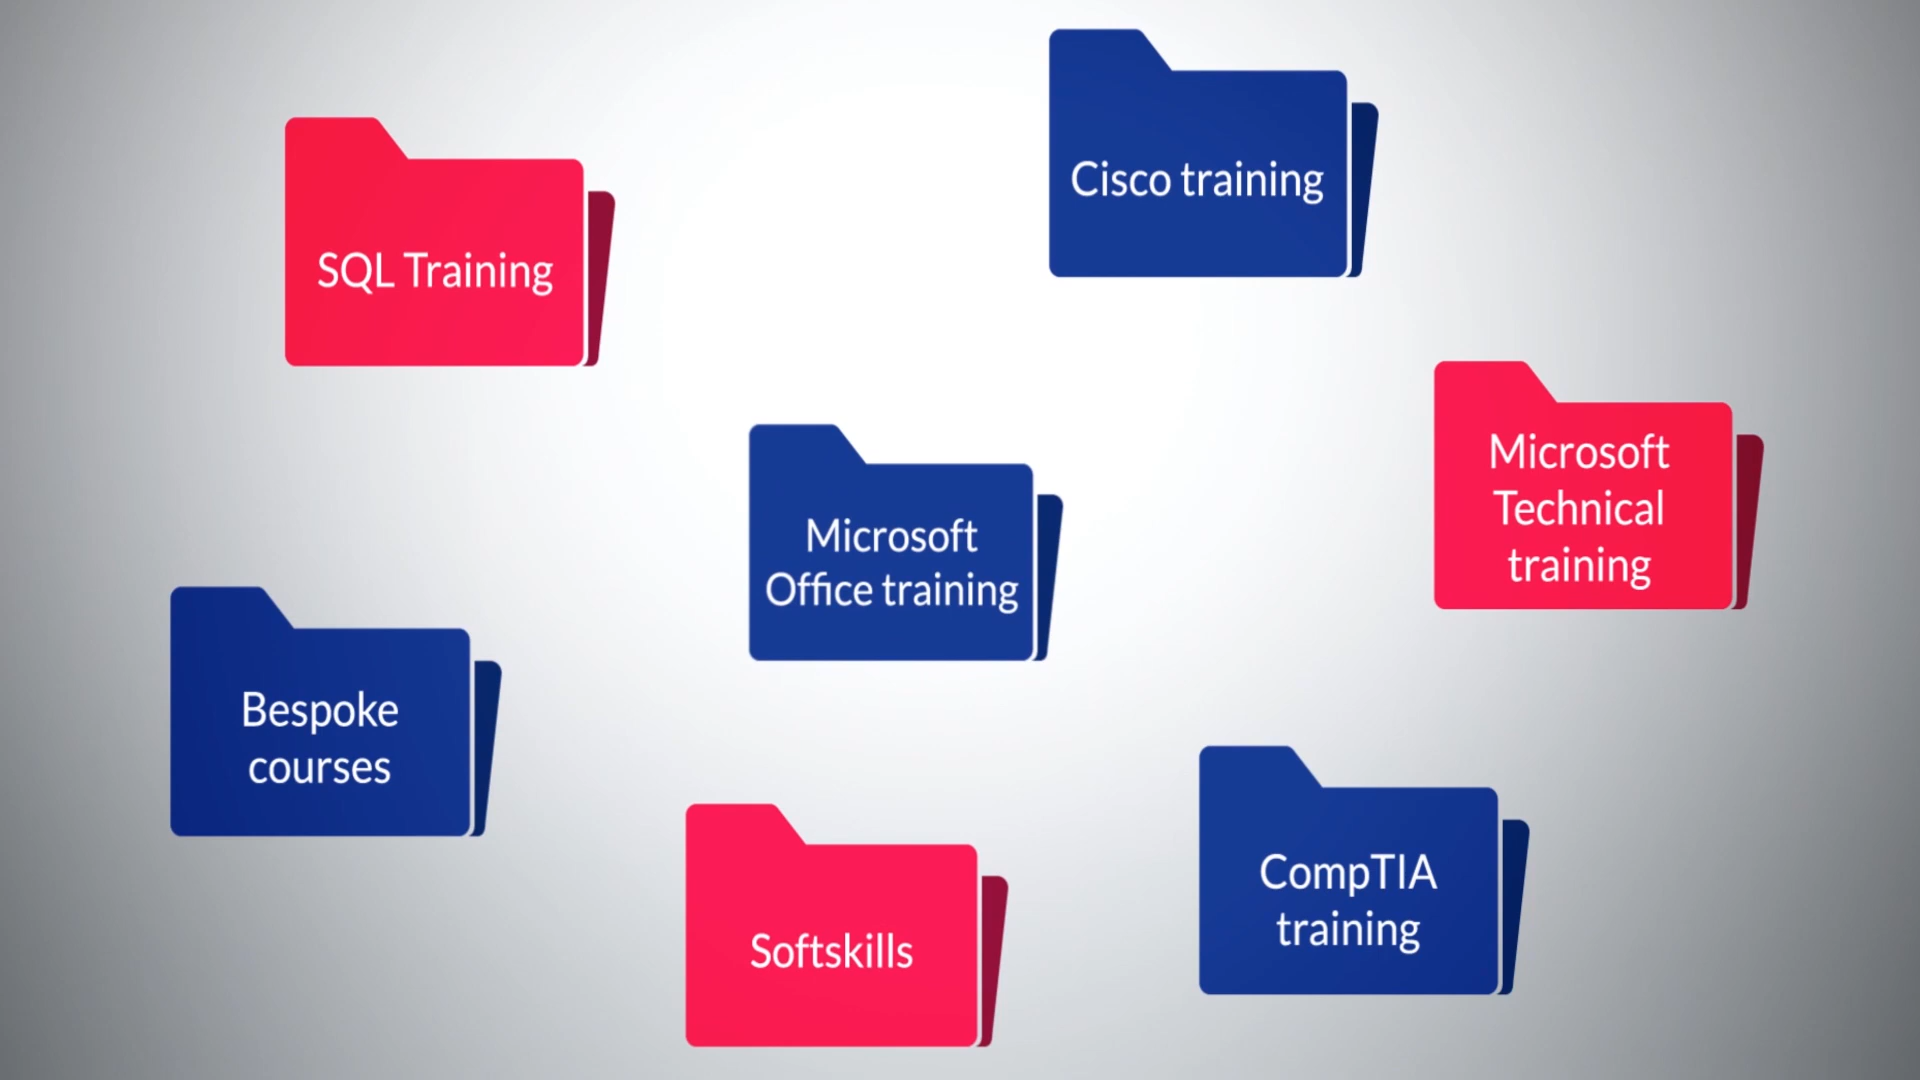 Cisco training
SQL Training
Microsoft
Technical
training
Microsoft
Office training
Bespoke
courses
CompTIA
training
Softskills